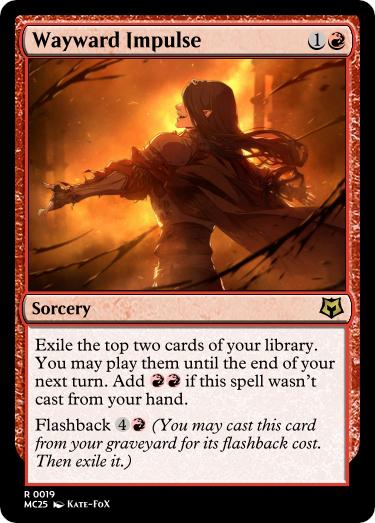 Wayward Impulse 1
Sorcery
Exile the top two cards of your library.
You may play them until the end of your
next turn. Add if this spell wasn't
cast from your hand.
Flashback 4 (You may cast this card
from your graveyard for its flashback cost.
Then exile it.)
R 0019
MC25 Kate-FoX